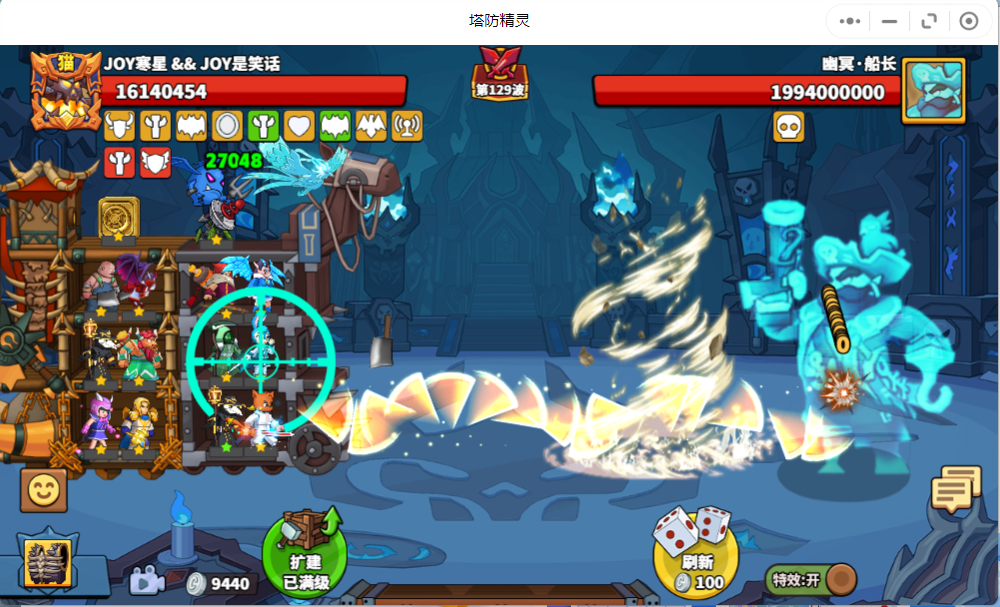 塔防精灵
猫
JOY寒星 && JOY是笑话
16140454
第129波
幽冥·船长
1994000000
27048
扩建
已满级
9440
刷新
100
特效:开